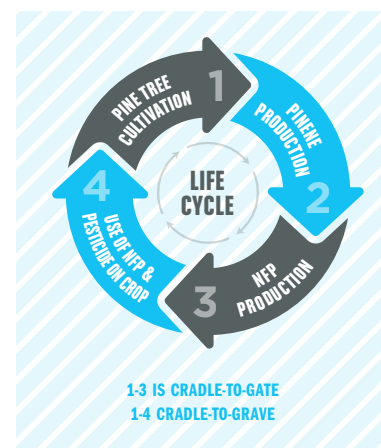 1
PINE TREE
CULTIVATION
PINENE
PRODUCTION
2
NFP
PRODUCTION
3
4
USE OF NFP &
PESTICIDE ON CROP
LIFE
CYCLE
1-3 IS CRADLE-TO-GATE
1-4 CRADLE-TO-GRAVE